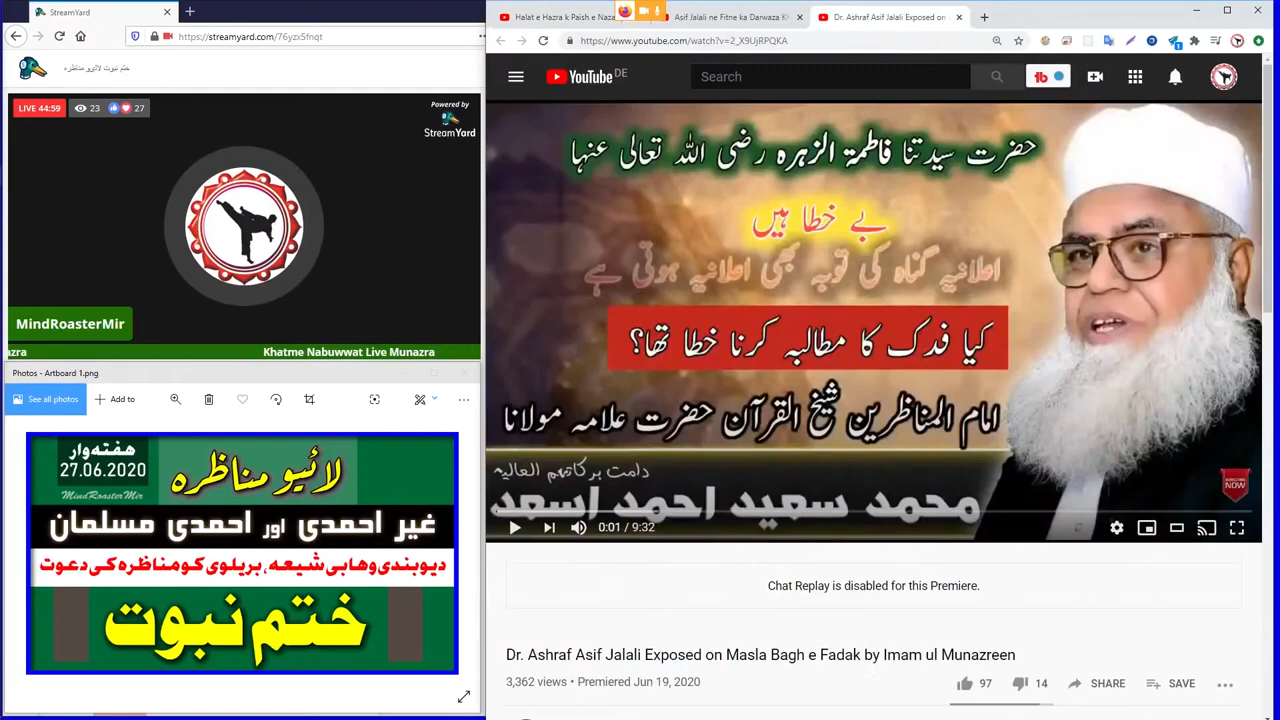 StreamYard
https://streamyard.com/76yzx5fnqt
ختم نبوت لائیو مناظرہ
LIVE 44:59
23
27
Powered by
StreamYard
MindRoasterMir
azra
Khatme Nabuwwat Live Munazra
Photos - Artboard 1.png
See all photos
Add to
ہفتہ وار
27.06.2020
MindRoasterMir
لائیو مناظرہ
غیر احمدی اور احمدی مسلمان
دیوبندی وھابی شیعہ، بریلوی کو مناظرہ کی دعوت
ختم نبوت
Halat e Hazra k Paish e Naza
Asif Jalali ne Fitne ka Darwaza Kh
Dr. Ashraf Asif Jalali Exposed on
https://www.youtube.com/watch?v=2_X9UjRPQKA
YouTube DE
Search
حضرت سیدتنا فاطمۃ الزہرہ رضی اللہ تعالی عنہا
بے خطا ہیں
اعلانیہ گناہ کی توبہ بھی اعلانیہ ہوتی ہے
کیا فدک کا مطالبہ کرنا خطا تھا؟
امام المناظرین شیخ القرآن حضرت علامہ مولانا
دامت برکاتہم العالیہ
محمد سعید احمد اسعد
SUBSCRIBE
NOW
0:01 / 9:32
Chat Replay is disabled for this Premiere.
Dr. Ashraf Asif Jalali Exposed on Masla Bagh e Fadak by Imam ul Munazreen
3,362 views • Premiered Jun 19, 2020
97
14
SHARE
SAVE